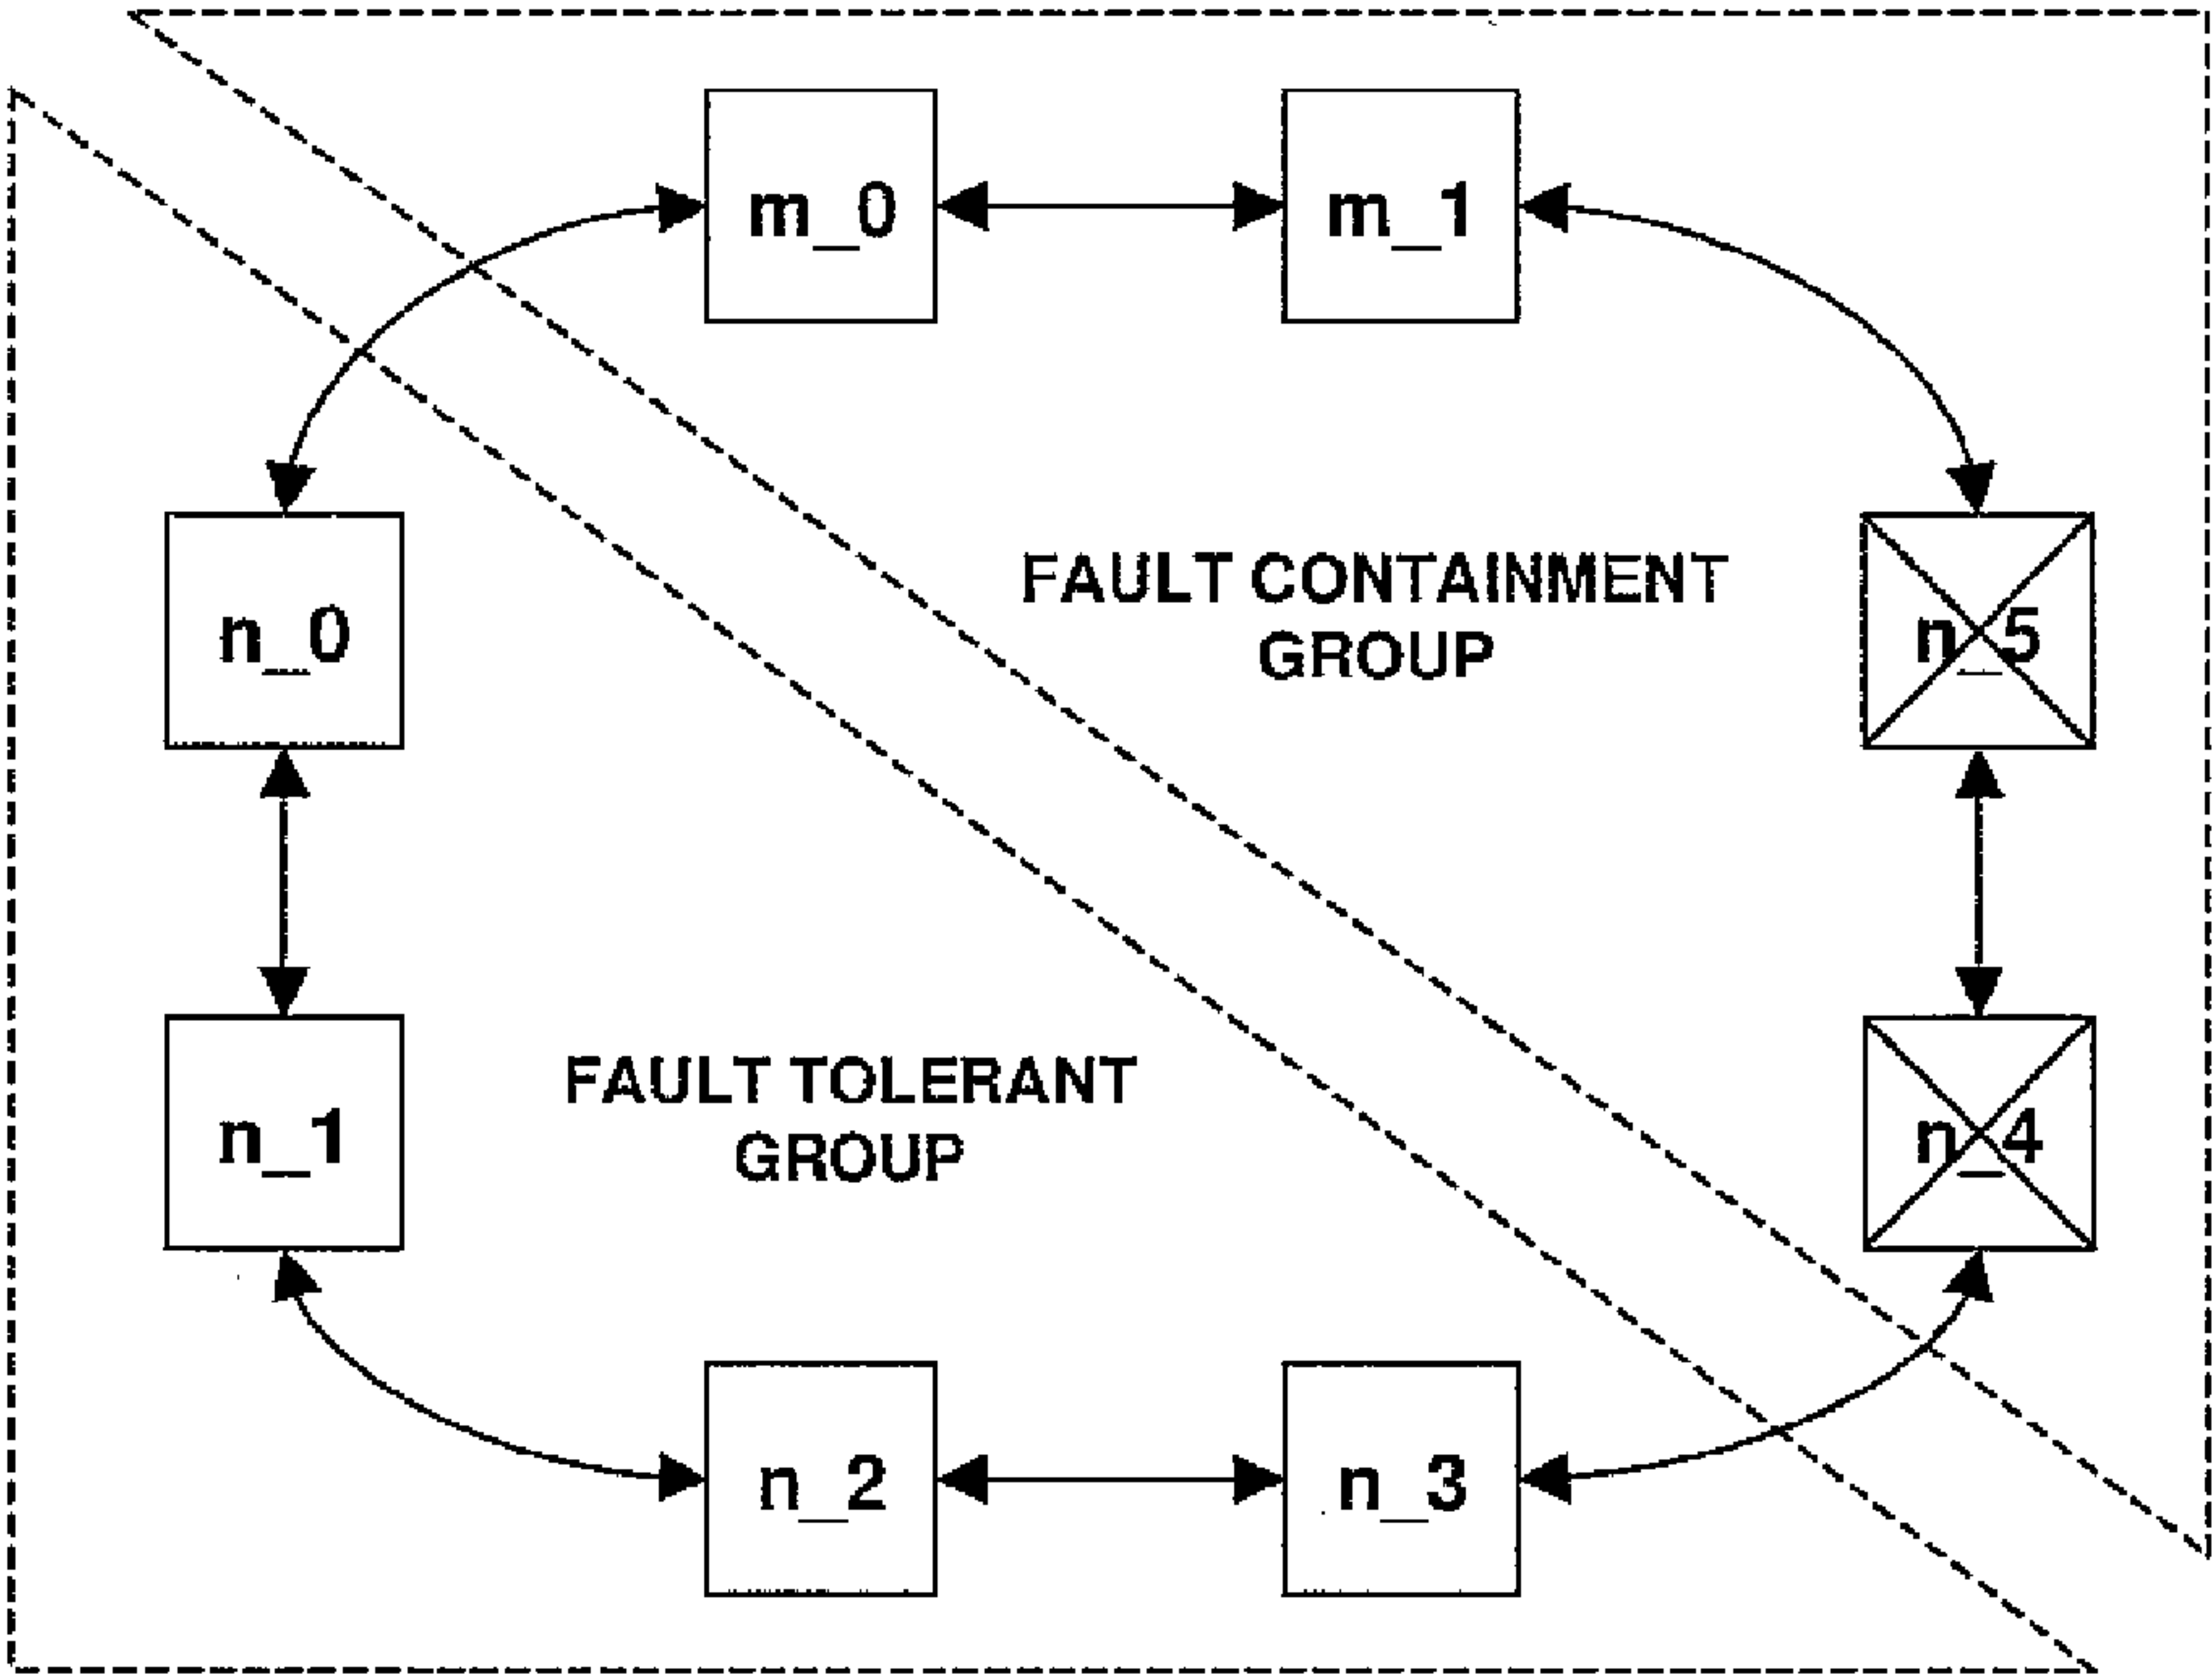 m_0
m_1
FAULT CONTAINMENT
GROUP
n_0
n_5
FAULT TOLERANT
GROUP
n_1
n_4
n_2
n_3